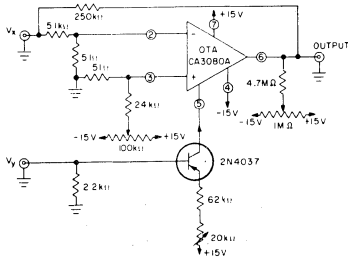 250kΩ
+15V
Vx
51kΩ
②
−
⑦
OTA
CA3080A
⑥
OUTPUT
51Ω
51Ω
③
+
⑤
④
4.7MΩ
24kΩ
−15V
-15V
+15V
-15V
+15V
100kΩ
1MΩ
Vy
2N4037
2.2kΩ
62kΩ
20kΩ
+15V